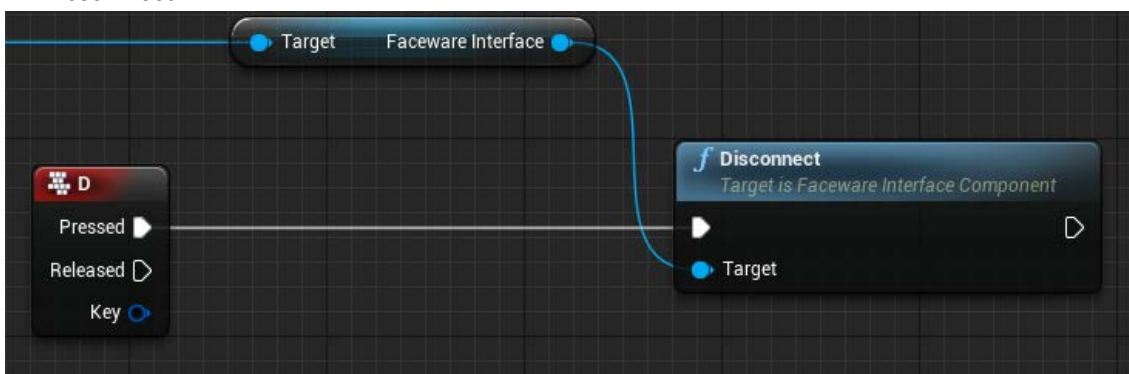 Target Faceware Interface
D
Pressed
Released
Key
f Disconnect
Target is Faceware Interface Component
Target